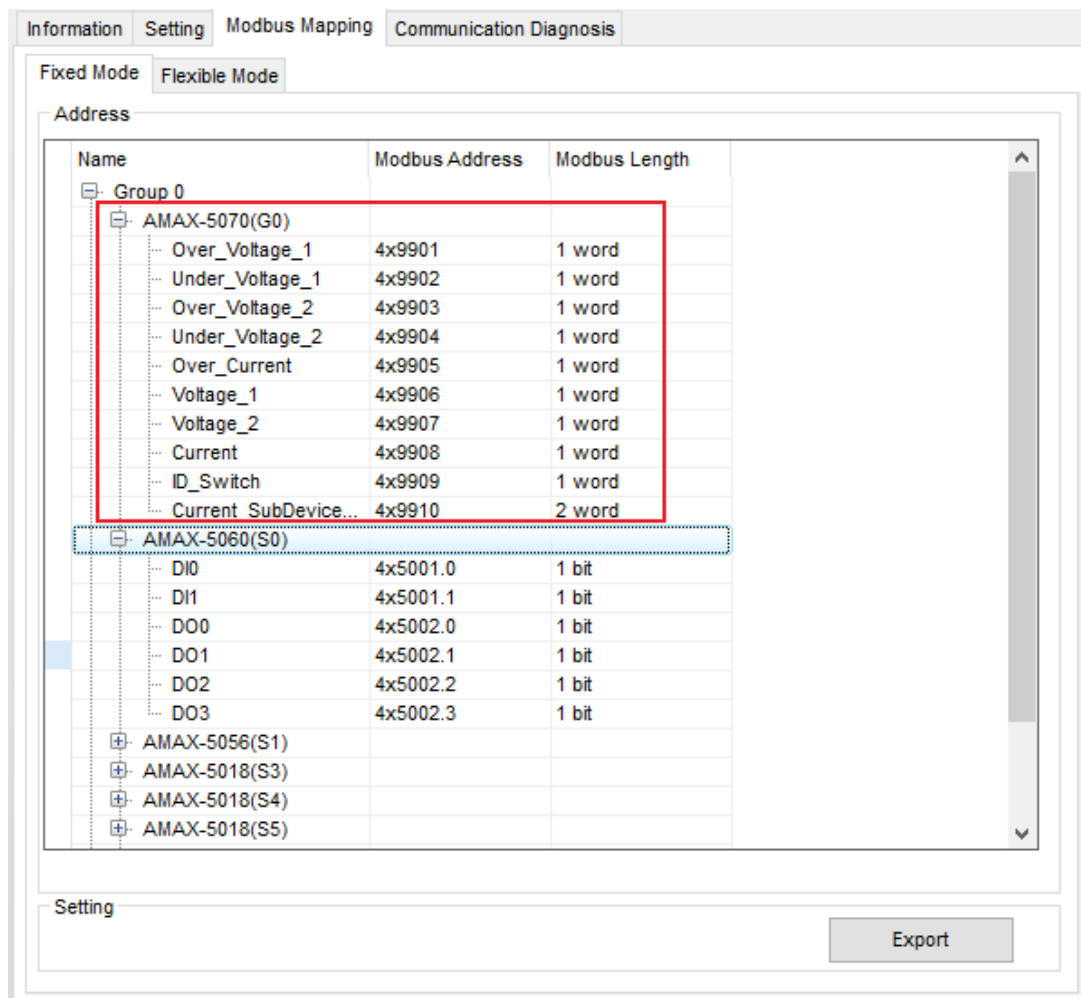 Information Setting Modbus Mapping Communication Diagnosis
Fixed Mode Flexible Mode
Address
Name Modbus Address Modbus Length
Group 0
AMAX-5070(G0)
Over_Voltage_1 4x9901 1 word
Under_Voltage_1 4x9902 1 word
Over_Voltage_2 4x9903 1 word
Under_Voltage_2 4x9904 1 word
Over_Current 4x9905 1 word
Voltage_1 4x9906 1 word
Voltage_2 4x9907 1 word
Current 4x9908 1 word
ID_Switch 4x9909 1 word
Current_SubDevice... 4x9910 2 word
AMAX-5060(S0)
DI0 4x5001.0 1 bit
DI1 4x5001.1 1 bit
DO0 4x5002.0 1 bit
DO1 4x5002.1 1 bit
DO2 4x5002.2 1 bit
DO3 4x5002.3 1 bit
AMAX-5056(S1)
AMAX-5018(S3)
AMAX-5018(S4)
AMAX-5018(S5)
Setting
Export